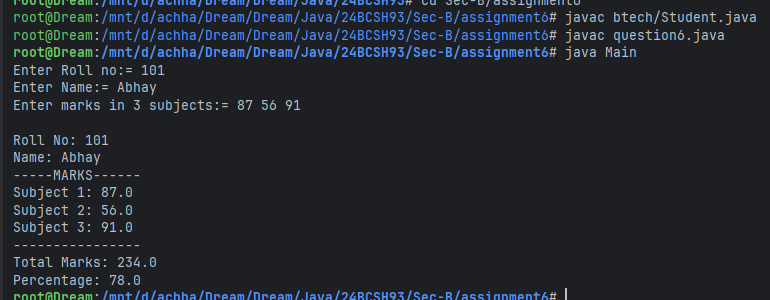 root@Dream:/mnt/d/achha/Dream/Dream/Java/24BCSH93# cd Sec-B/assignment6
root@Dream:/mnt/d/achha/Dream/Dream/Java/24BCSH93/Sec-B/assignment6# javac btech/Student.java
root@Dream:/mnt/d/achha/Dream/Dream/Java/24BCSH93/Sec-B/assignment6# javac question6.java
root@Dream:/mnt/d/achha/Dream/Dream/Java/24BCSH93/Sec-B/assignment6# java Main
Enter Roll no:= 101
Enter Name:= Abhay
Enter marks in 3 subjects:= 87 56 91
Roll No: 101
Name: Abhay
-----MARKS------
Subject 1: 87.0
Subject 2: 56.0
Subject 3: 91.0
----------------
Total Marks: 234.0
Percentage: 78.0
root@Dream:/mnt/d/achha/Dream/Dream/Java/24BCSH93/Sec-B/assignment6#